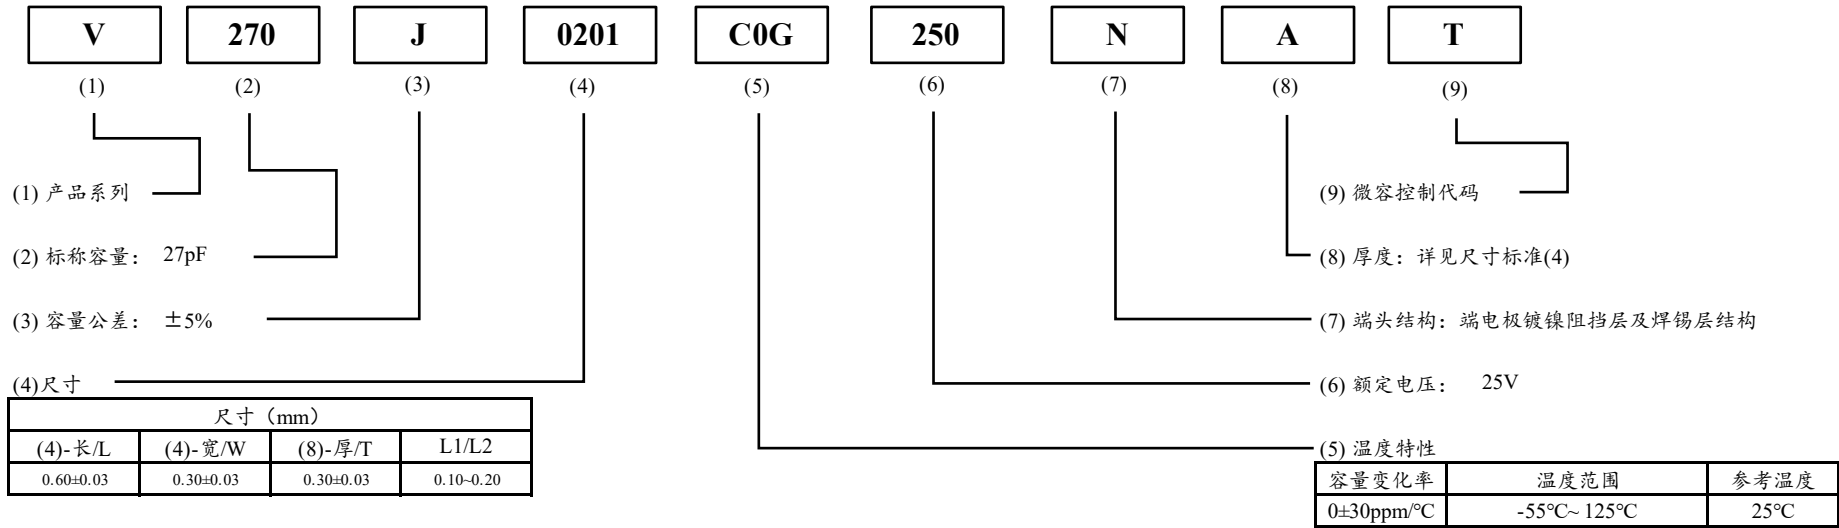 V 270 J 0201 C0G 250 N A T
(1) (2) (3) (4) (5) (6) (7) (8) (9)
(1) 产品系列
(9) 微容控制代码
(2) 标称容量： 27pF
(8) 厚度：详见尺寸标准(4)
(3) 容量公差： ±5%
(7) 端头结构：端电极镀镍阻挡层及焊锡层结构
(4)尺寸
(6) 额定电压： 25V
尺寸（mm）
(4)-长/L (4)-宽/W (8)-厚/T L1/L2
0.60±0.03 0.30±0.03 0.30±0.03 0.10~0.20
(5) 温度特性
容量变化率 温度范围 参考温度
0±30ppm/°C -55°C~ 125°C 25°C